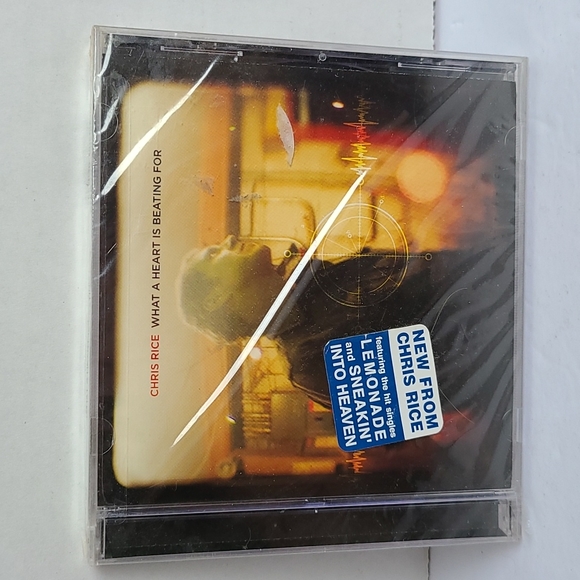 CHRIS RICE WHAT A HEART IS BEATING FOR
NEW FROM
CHRIS RICE
featuring the hit singles
LEMONADE
and SNEAKIN'
INTO HEAVEN